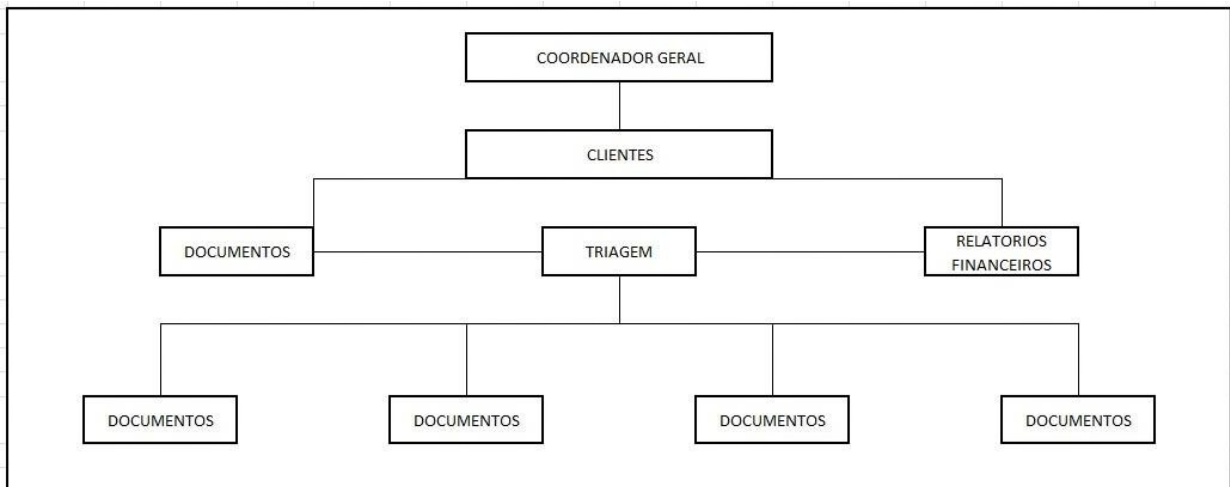 COORDENADOR GERAL
CLIENTES
DOCUMENTOS
TRIAGEM
RELATORIOS
FINANCEIROS
DOCUMENTOS
DOCUMENTOS
DOCUMENTOS
DOCUMENTOS